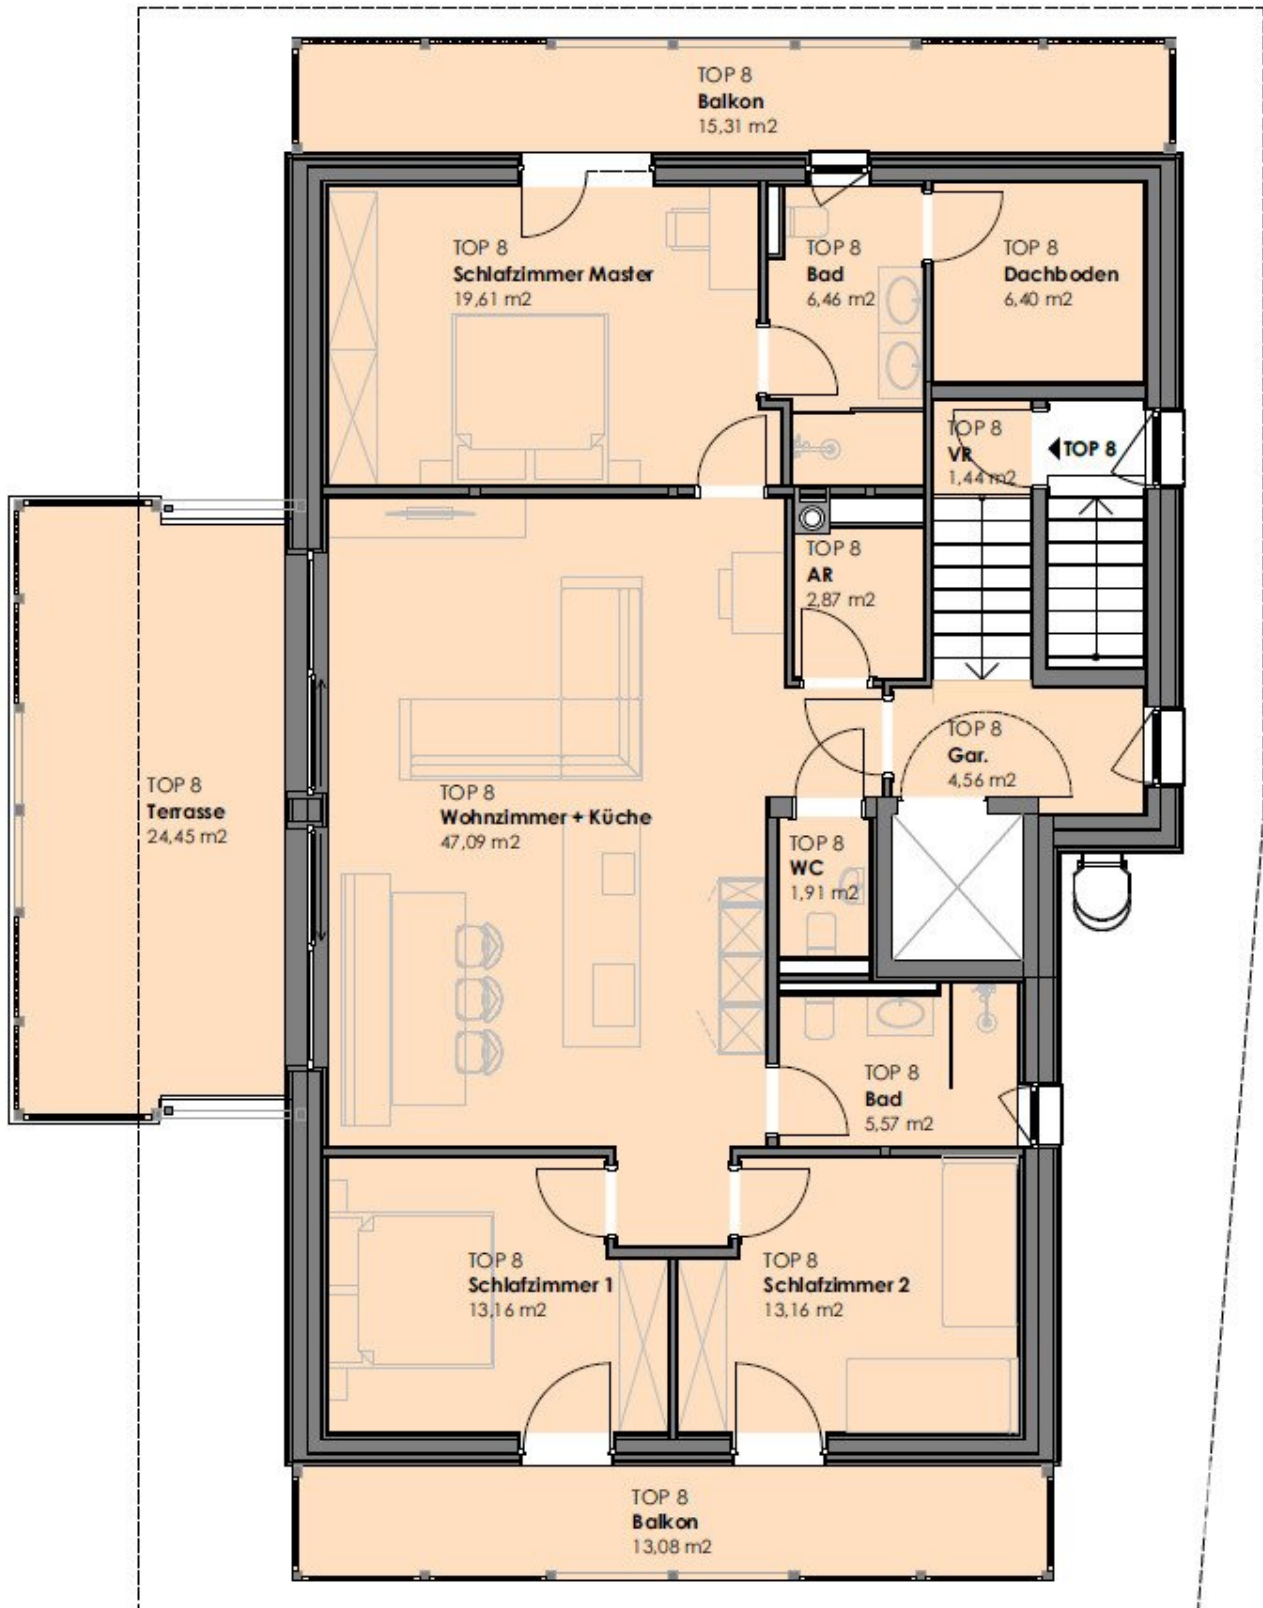 TOP 8
Balkon
15,31 m2
TOP 8
Schlafzimmer Master
19,61 m2
TOP 8
Bad
6,46 m2
TOP 8
Dachboden
6,40 m2
TOP 8
VR
1,44 m2
TOP 8
TOP 8
AR
2,87 m2
TOP 8
Gar.
4,56 m2
TOP 8
Terrasse
24,45 m2
TOP 8
Wohnzimmer + Küche
47,09 m2
TOP 8
WC
1,91 m2
TOP 8
Bad
5,57 m2
TOP 8
Schlafzimmer 1
13,16 m2
TOP 8
Schlafzimmer 2
13,16 m2
TOP 8
Balkon
13,08 m2